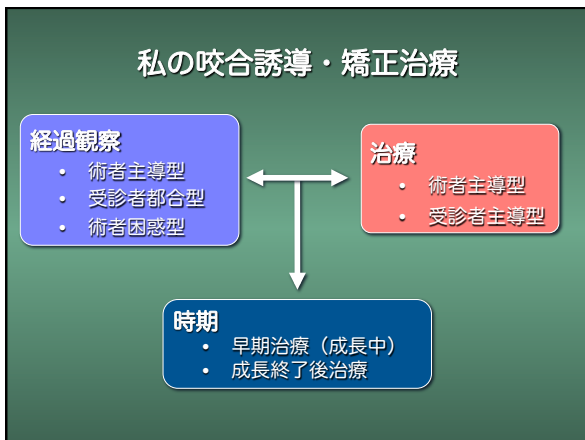 私の咬合誘導・矯正治療
経過観察
• 術者主導型
• 受診者都合型
• 術者困惑型
治療
• 術者主導型
• 受診者主導型
時期
• 早期治療（成長中）
• 成長終了後治療